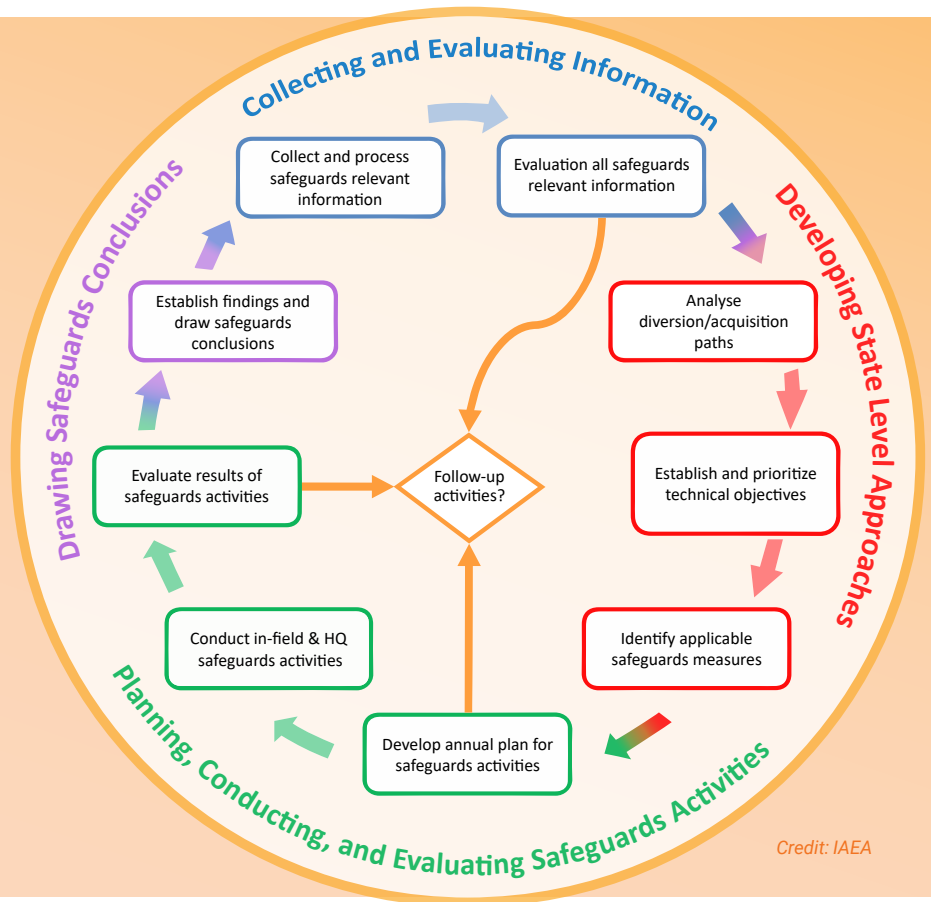 Collecting and Evaluating Information
Collect and process
safeguards relevant
information
Evaluation all safeguards
relevant information
Developing State Level Approaches
Analyse
diversion/acquisition
paths
Establish and prioritize
technical objectives
Identify applicable
safeguards measures
Planning, Conducting, and Evaluating Safeguards Activities
Develop annual plan for
safeguards activities
Conduct in-field & HQ
safeguards activities
Evaluate results of
safeguards activities
Drawing Safeguards Conclusions
Establish findings and
draw safeguards
conclusions
Follow-up
activities?
Credit: IAEA